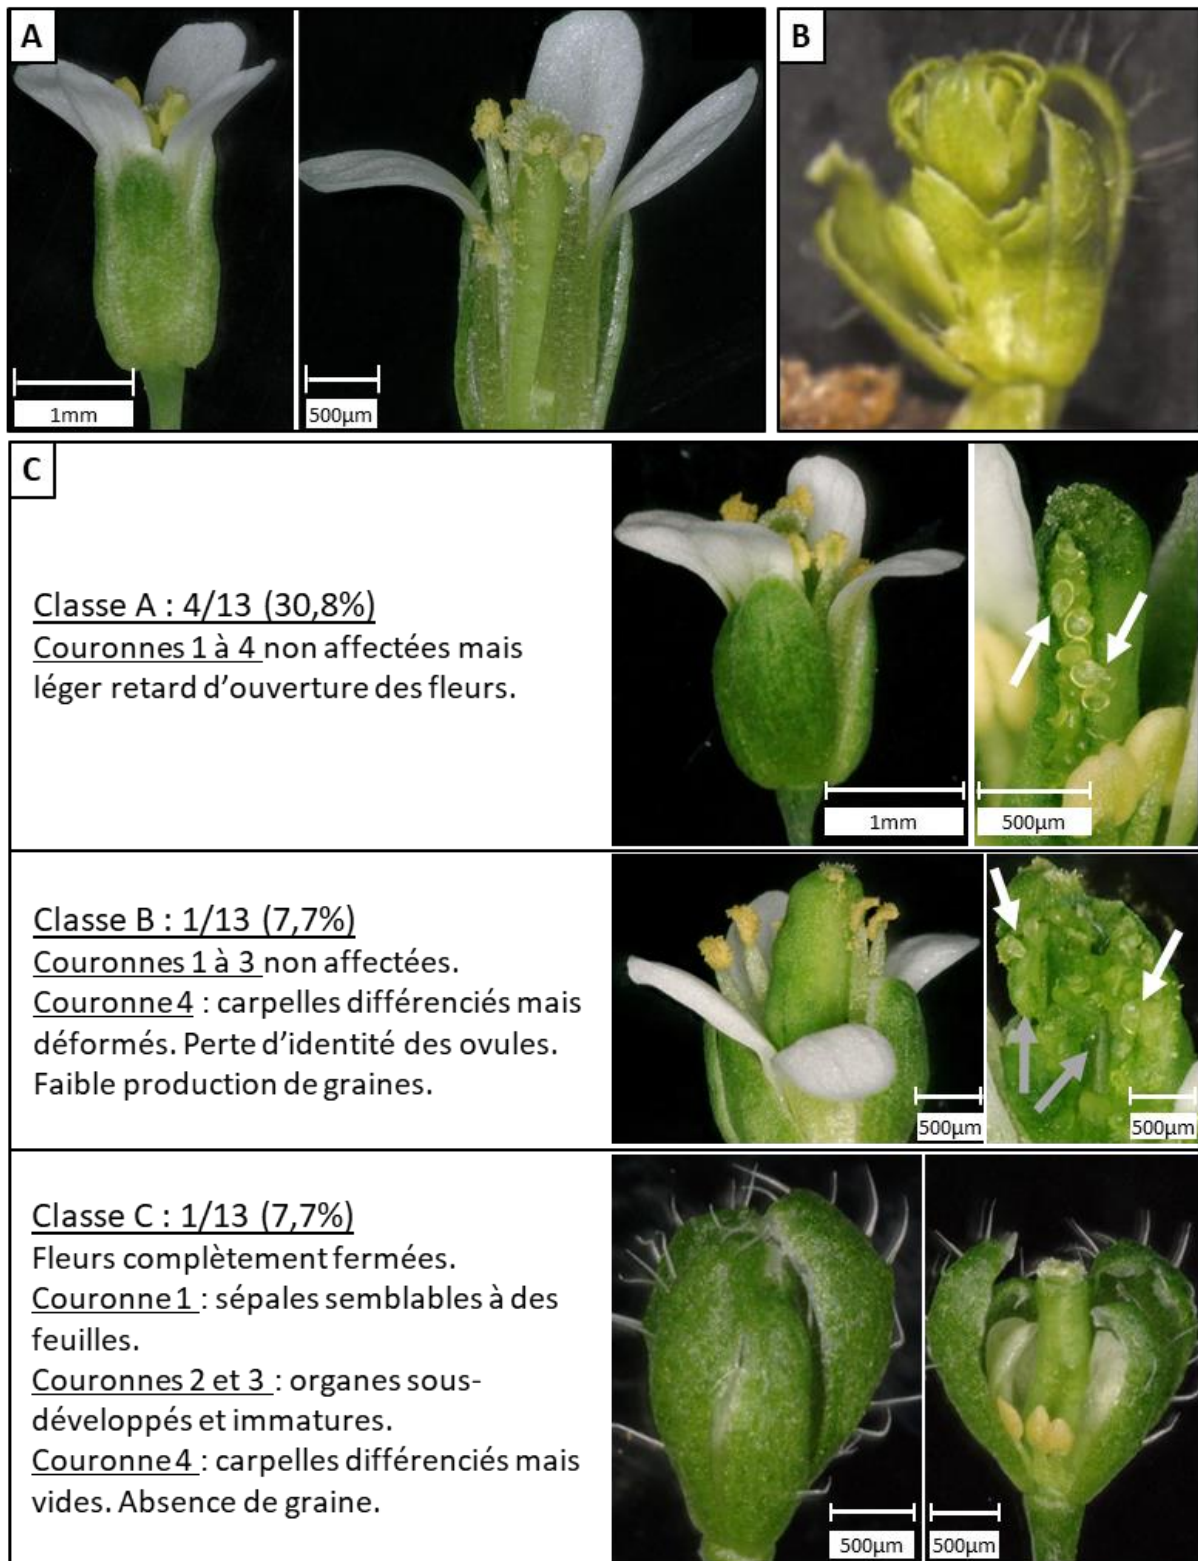 A
B
1mm
500µm
C
Classe A : 4/13 (30,8%)
Couronnes 1 à 4 non affectées mais
léger retard d'ouverture des fleurs.
1mm
500µm
Classe B : 1/13 (7,7%)
Couronnes 1 à 3 non affectées.
Couronne 4 : carpelles différenciés mais
déformés. Perte d'identité des ovules.
Faible production de graines.
500µm
500µm
Classe C : 1/13 (7,7%)
Fleurs complètement fermées.
Couronne 1 : sépales semblables à des
feuilles.
Couronnes 2 et 3 : organes sous-
développés et immatures.
Couronne 4 : carpelles différenciés mais
vides. Absence de graine.
500µm
500µm